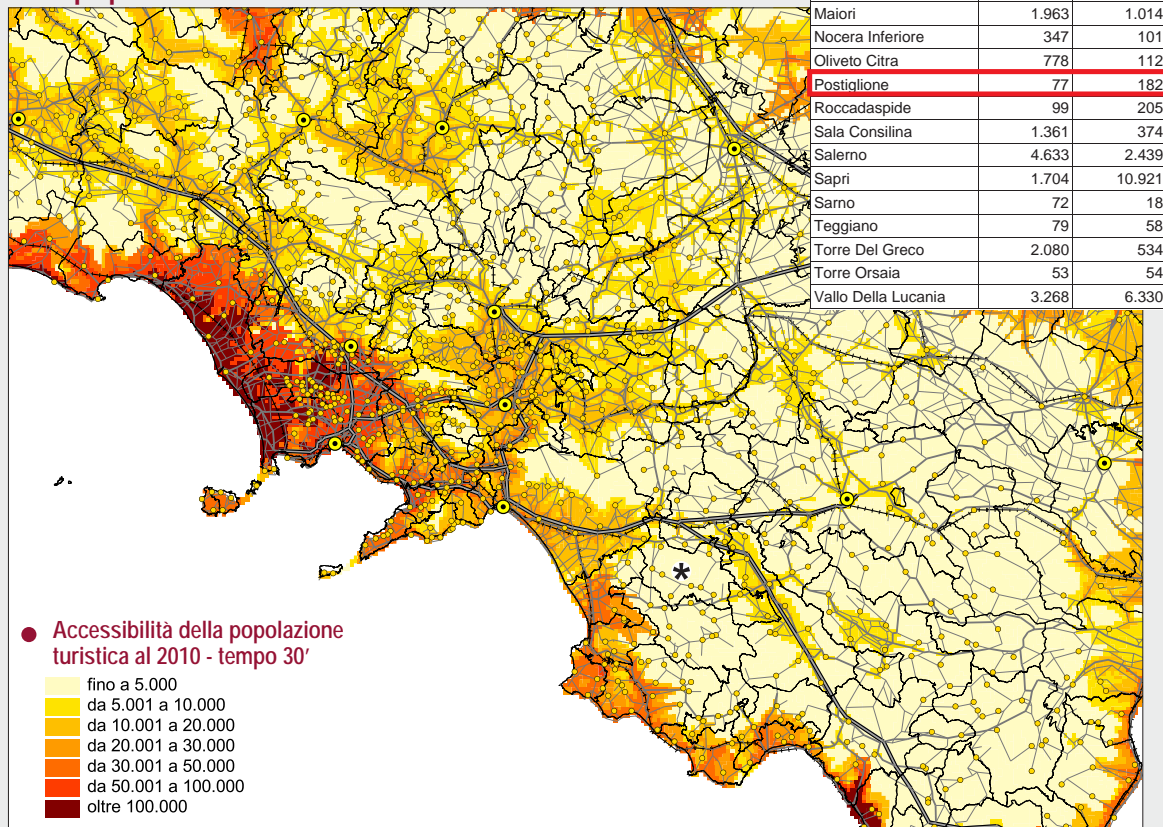 Maiori 1.963 1.014
Nocera Inferiore 347 101
Oliveto Citra 778 112
Postiglione 77 182
Roccadaspide 99 205
Sala Consilina 1.361 374
Salerno 4.633 2.439
Sapri 1.704 10.921
Sarno 72 18
Teggiano 79 58
Torre Del Greco 2.080 534
Torre Orsaia 53 54
Vallo Della Lucania 3.268 6.330
*
Accessibilità della popolazione
turistica al 2010 - tempo 30'
fino a 5.000
da 5.001 a 10.000
da 10.001 a 20.000
da 20.001 a 30.000
da 30.001 a 50.000
da 50.001 a 100.000
oltre 100.000